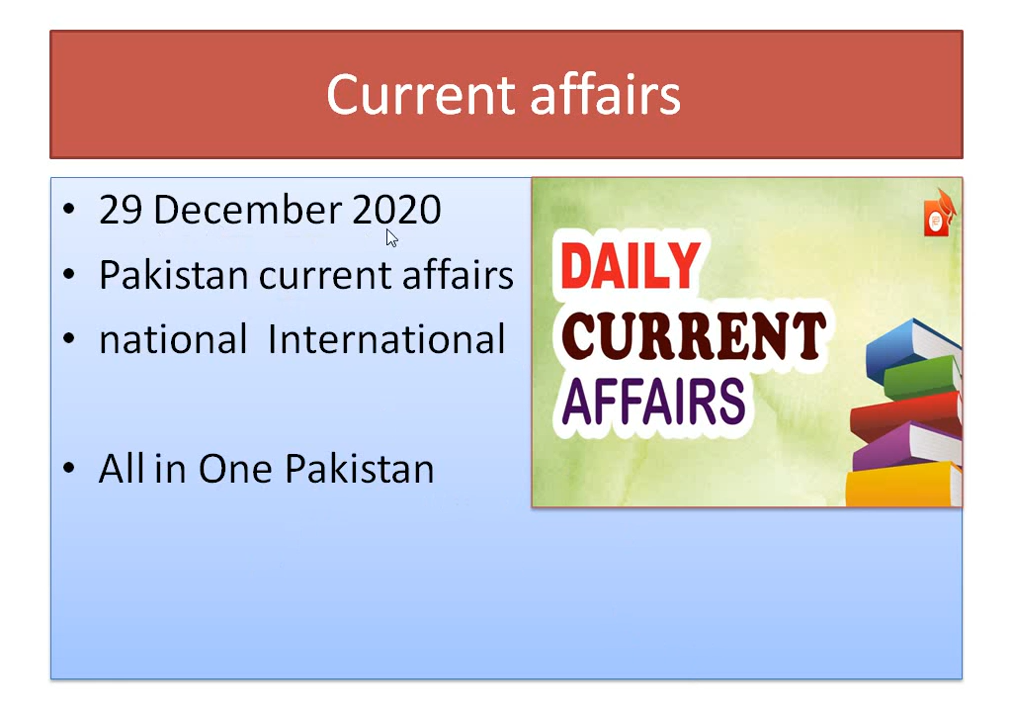 Current affairs
• 29 December 2020
• Pakistan current affairs
• national  International
• All in One Pakistan
DAILY
CURRENT
AFFAIRS